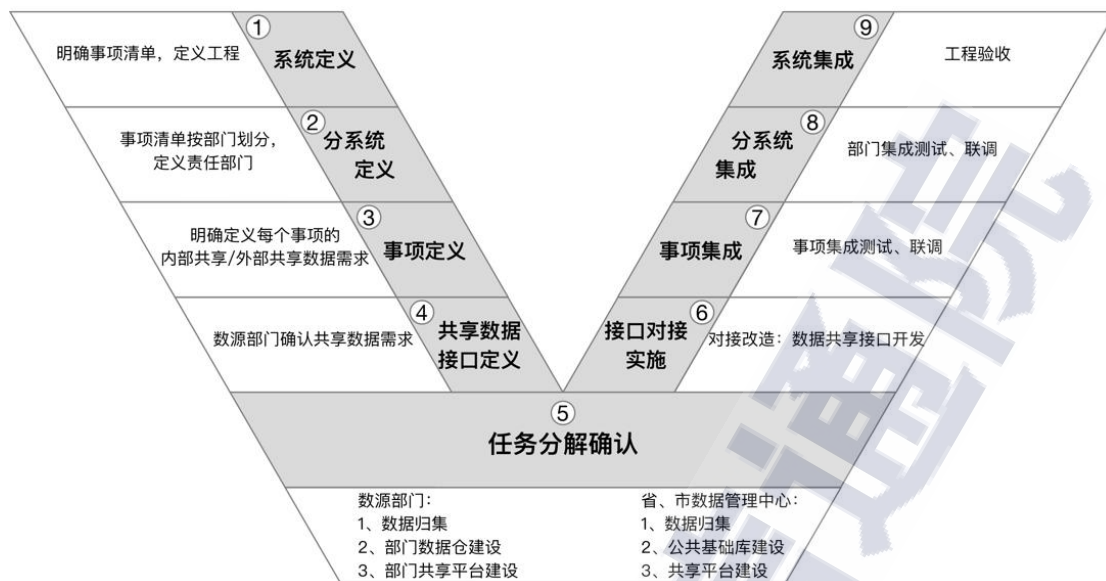 ①
系统定义
明确事项清单，定义工程
②
分系统
定义
事项清单按部门划分，
定义责任部门
③
事项定义
明确定义每个事项的
内部共享/外部共享数据需求
④
共享数据
接口定义
数源部门确认共享数据需求
⑤
任务分解确认
数源部门：
1、数据归集
2、部门数据仓建设
3、部门共享平台建设
省、市数据管理中心：
1、数据归集
2、公共基础库建设
3、共享平台建设
⑥
接口对接
实施
对接改造：数据共享接口开发
⑦
事项集成
事项集成测试、联调
⑧
分系统
集成
部门集成测试、联调
⑨
系统集成
工程验收
通院